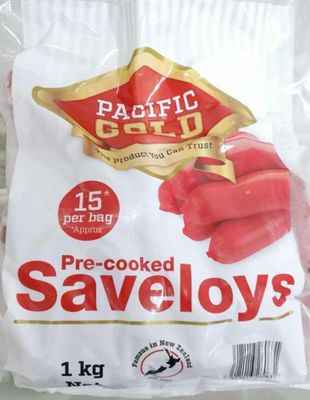 PACIFIC
GOLD
The Product You Can Trust
15*
per bag
*Approx
Pre-cooked
Saveloys
1 kg
Net
Famous in New Zealand